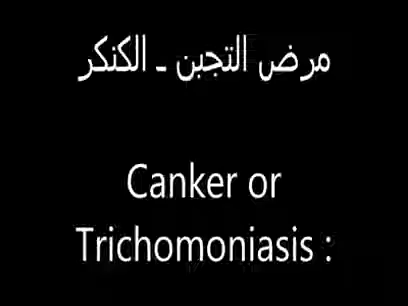 مرض التجبن - الكنكر
Canker or
Trichomoniasis :